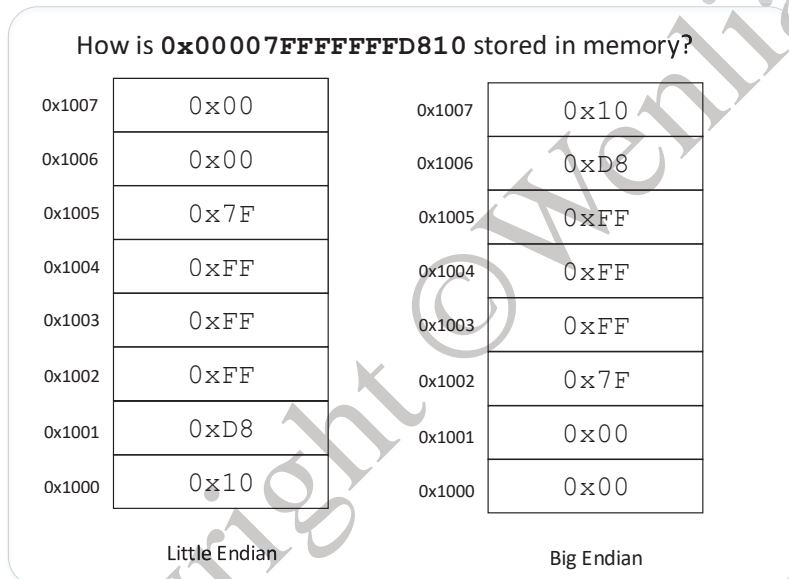 How is 0x00007FFFFFFFD810 stored in memory?
0x1007 0x00
0x1006 0x00
0x1005 0x7F
0x1004 0xFF
0x1003 0xFF
0x1002 0xFF
0x1001 0xD8
0x1000 0x10
Little Endian
0x1007 0x10
0x1006 0xD8
0x1005 0xFF
0x1004 0xFF
0x1003 0xFF
0x1002 0x7F
0x1001 0x00
0x1000 0x00
Big Endian